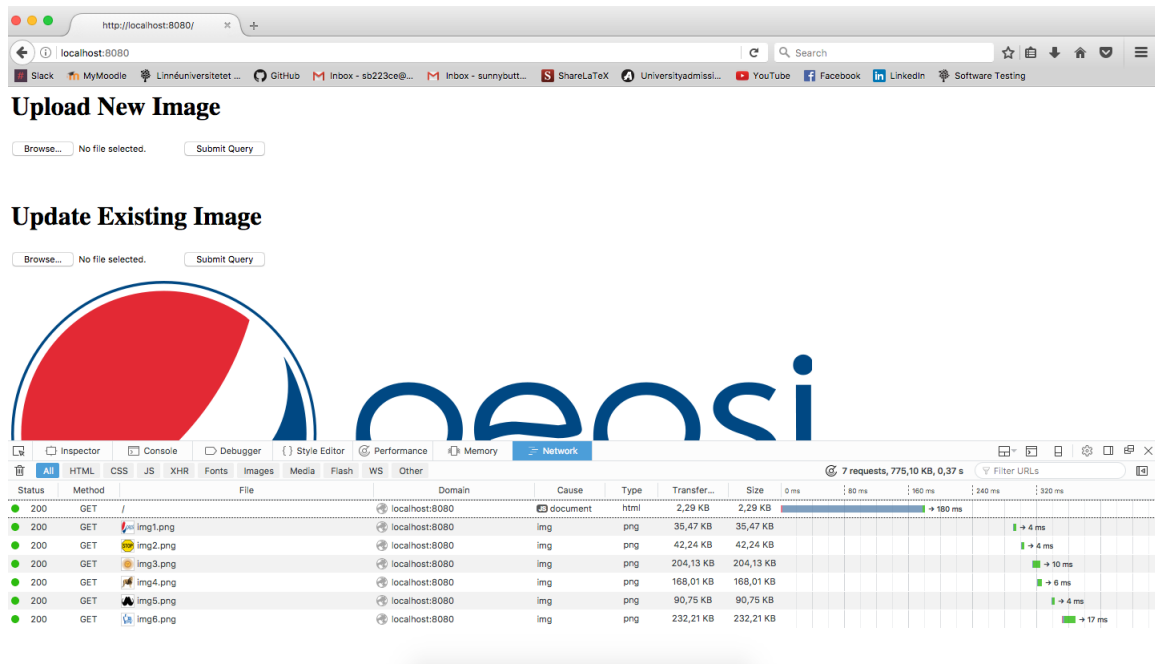 http://localhost:8080/ × +
localhost:8080 Search
Slack MyMoodle Linnéuniversitetet ... GitHub Inbox - sb223ce@... Inbox - sunnybutt... ShareLaTeX Universityadmissi... YouTube Facebook LinkedIn Software Testing
Upload New Image
Browse... No file selected. Submit Query
Update Existing Image
Browse... No file selected. Submit Query
pepsi
Inspector Console Debugger { } Style Editor Performance Memory Network
All HTML CSS JS XHR Fonts Images Media Flash WS Other 7 requests, 775,10 KB, 0,37 s Filter URLs
Status Method File Domain Cause Type Transfer... Size 0 ms 80 ms 160 ms 240 ms 320 ms
200 GET / localhost:8080 JS document html 2,29 KB 2,29 KB → 180 ms
200 GET img1.png localhost:8080 img png 35,47 KB 35,47 KB → 4 ms
200 GET img2.png localhost:8080 img png 42,24 KB 42,24 KB → 4 ms
200 GET img3.png localhost:8080 img png 204,13 KB 204,13 KB → 10 ms
200 GET img4.png localhost:8080 img png 168,01 KB 168,01 KB → 6 ms
200 GET img5.png localhost:8080 img png 90,75 KB 90,75 KB → 4 ms
200 GET img6.png localhost:8080 img png 232,21 KB 232,21 KB → 17 ms